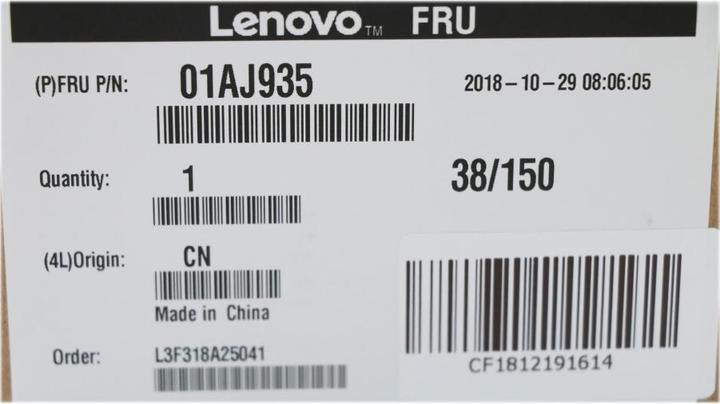 Lenovo™ FRU
(P)FRU P/N: 01AJ935 2018-10-29 08:06:05
Quantity: 1 38/150
(4L)Origin: CN
Made in China
Order: L3F318A25041
CF1812191614